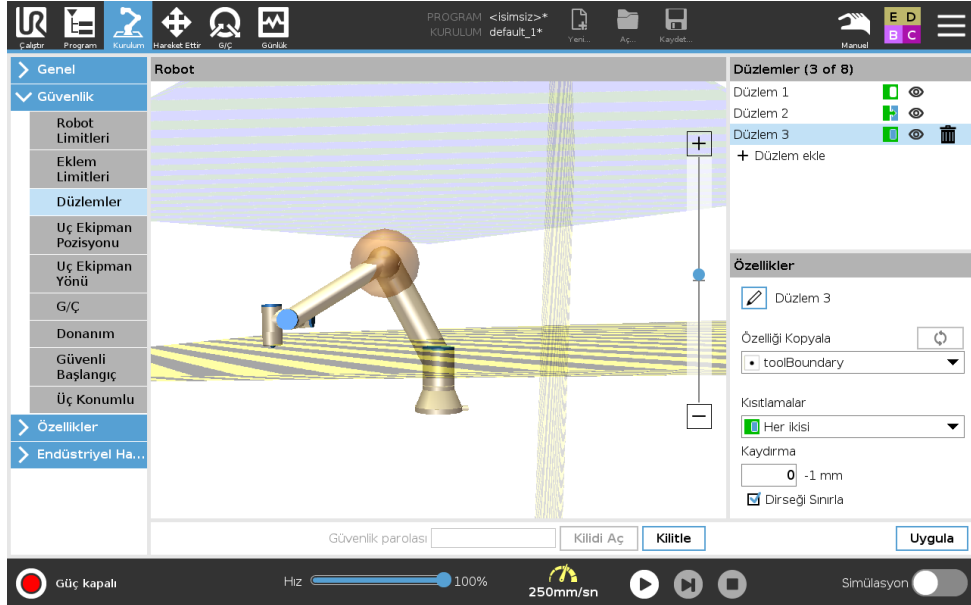 UR
Çalıştır
Program
Kurulum
Hareket Ettir
G/Ç
Günlük
PROGRAM <isimsiz>*
KURULUM default_1*
Yeni...
Aç...
Kaydet...
Manuel
E D
B C
Genel
Güvenlik
Robot
Limitleri
Eklem
Limitleri
Düzlemler
Uç Ekipman
Pozisyonu
Uç Ekipman
Yönü
G/Ç
Donanım
Güvenli
Başlangıç
Üç Konumlu
Özellikler
Endüstriyel Ha...
Robot
Düzlemler (3 of 8)
Düzlem 1
Düzlem 2
Düzlem 3
+ Düzlem ekle
Özellikler
Düzlem 3
Özelliği Kopyala
toolBoundary
Kısıtlamalar
Her ikisi
Kaydırma
0 -1 mm
Dirseği Sınırla
Güvenlik parolası
Kilidi Aç
Kilitle
Uygula
Güç kapalı
Hız
100%
250mm/sn
Simülasyon